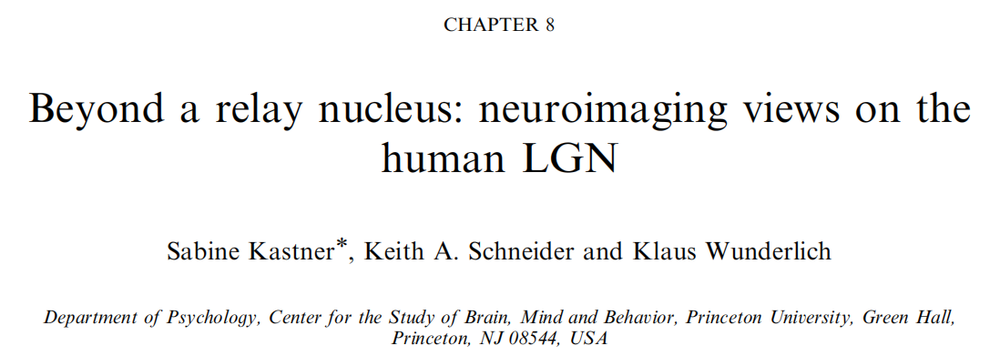 CHAPTER 8
Beyond a relay nucleus: neuroimaging views on the
human LGN
Sabine Kastner*, Keith A. Schneider and Klaus Wunderlich
Department of Psychology, Center for the Study of Brain, Mind and Behavior, Princeton University, Green Hall,
Princeton, NJ 08544, USA